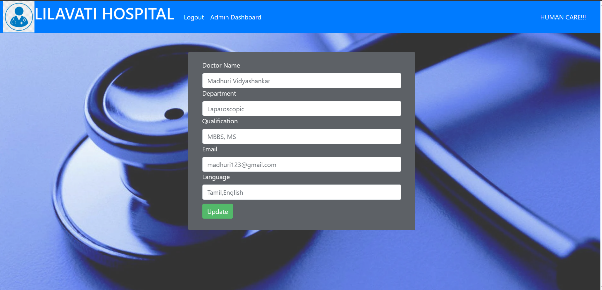 LILAVATI HOSPITAL Logout Admin Dashboard HUMAN CARE!!!
Doctor Name
Madhuri Vidyashankar
Department
Laparoscopic
Qualification
MBBS, MS
Email
madhuri123@gmail.com
Language
Tamil,English
Update